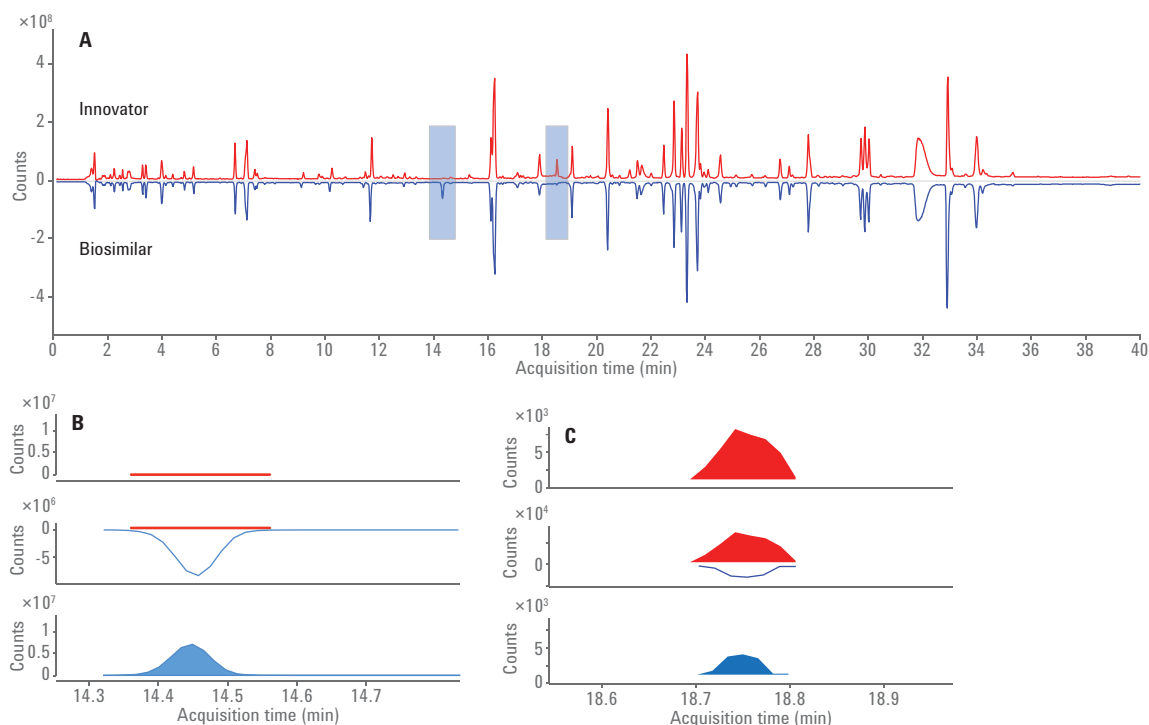 ×10⁸
A
4
Innovator
2
Counts
0
-2
Biosimilar
-4
0 2 4 6 8 10 12 14 16 18 20 22 24 26 28 30 32 34 36 38 40
Acquisition time (min)
×10⁷
B
Counts
1
0.5
0
×10⁶
Counts
0
-5
×10⁷
Counts
1
0.5
0
14.3 14.4 14.5 14.6 14.7
Acquisition time (min)
×10³
C
Counts
5
0
×10⁴
Counts
0
×10³
Counts
5
0
18.6 18.7 18.8 18.9
Acquisition time (min)